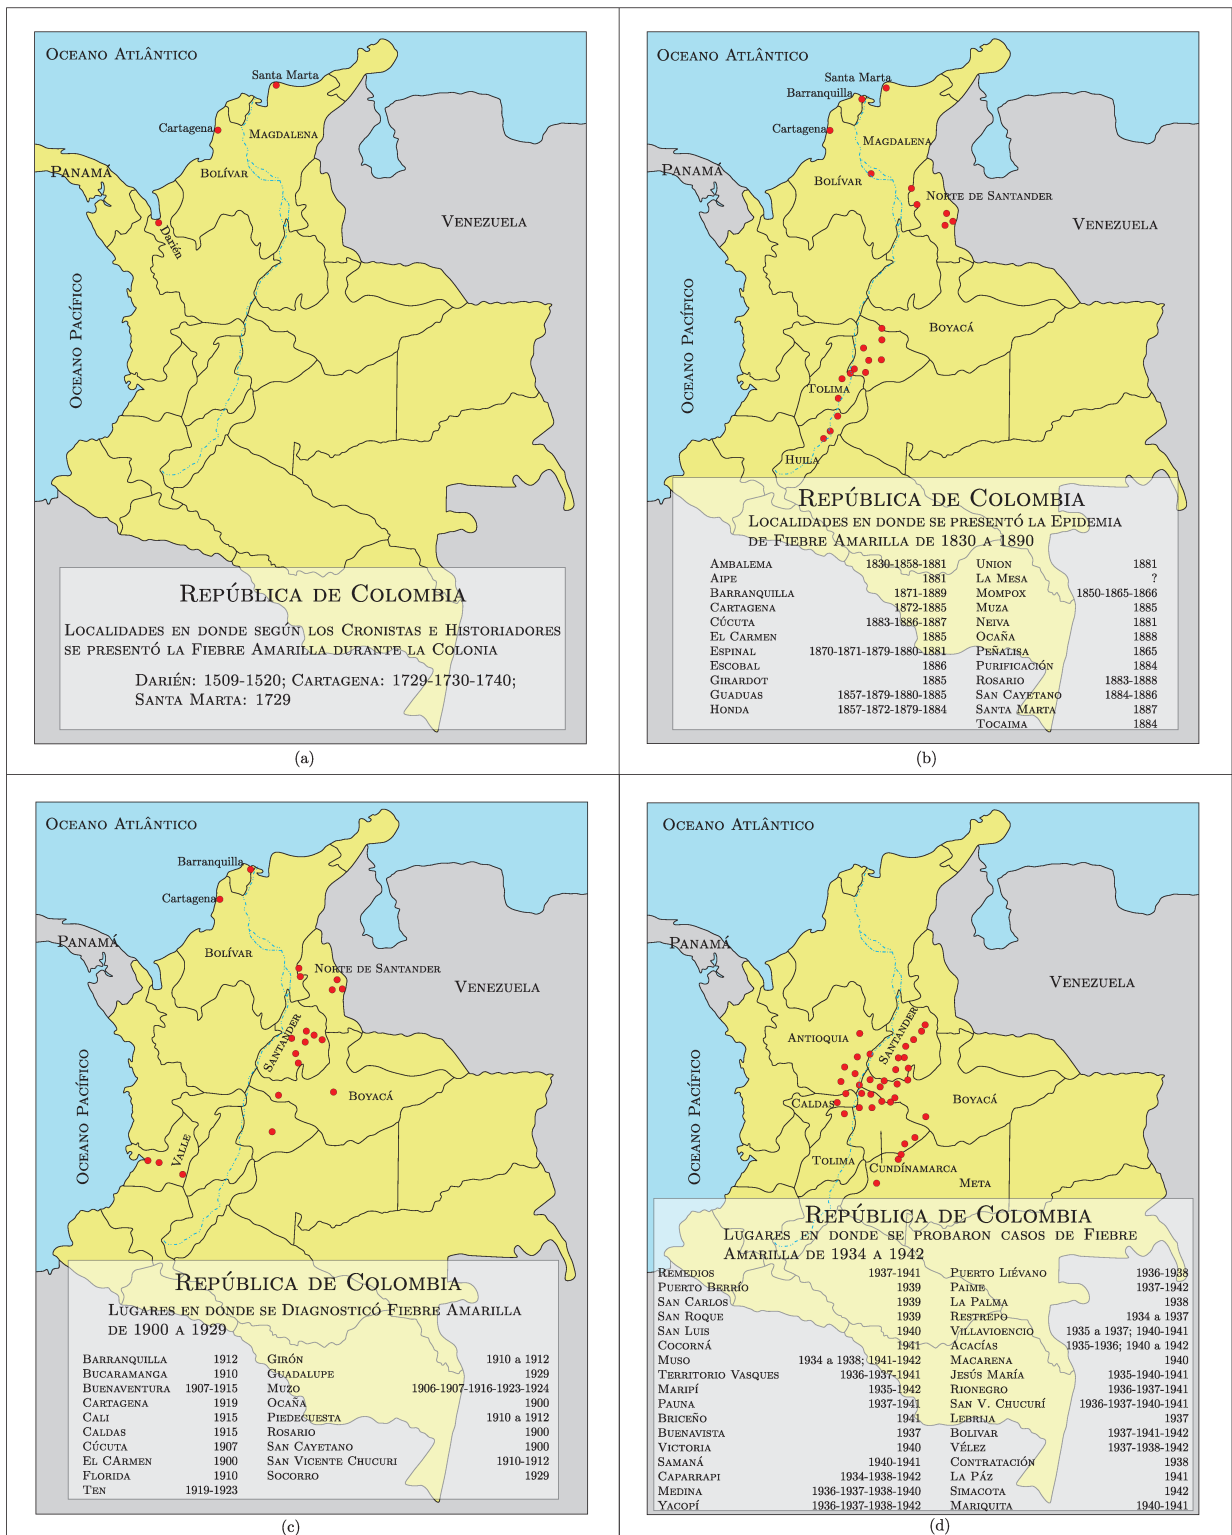 Oceano Atlântico
Santa Marta
Cartagena
Magdalena
Panamá
Bolívar
Darién
Venezuela
Oceano Pacífico
República de Colombia
Localidades en donde según los Cronistas e Historiadores
se presentó la Fiebre Amarilla durante la Colonia
Darién: 1509-1520; Cartagena: 1729-1730-1740;
Santa Marta: 1729
(a)
Oceano Atlântico
Santa Marta
Barranquilla
Cartagena
Magdalena
Panamá
Bolívar
Norte de Santander
Venezuela
Oceano Pacífico
Boyacá
Tolima
Huila
República de Colombia
Localidades en donde se presentó la Epidemia
de Fiebre Amarilla de 1830 a 1890
Ambalema 1830-1858-1881 Union 1881
Aipe 1881 La Mesa ?
Barranquilla 1871-1889 Mompox 1850-1865-1866
Cartagena 1872-1885 Muza 1885
Cúcuta 1883-1886-1887 Neiva 1881
El Carmen 1885 Ocaña 1888
Espinal 1870-1871-1879-1880-1881 Peñalisa 1865
Escobal 1886 Purificación 1884
Girardot 1885 Rosario 1883-1888
Guaduas 1857-1879-1880-1885 San Cayetano 1884-1886
Honda 1857-1872-1879-1884 Santa Marta 1887
Tocaima 1884
(b)
Oceano Atlântico
Barranquilla
Cartagena
Panamá
Bolívar
Norte de Santander
Venezuela
Santander
Oceano Pacífico
Boyacá
Valle
República de Colombia
Lugares en donde se Diagnosticó Fiebre Amarilla
de 1900 a 1929
Barranquilla 1912 Girón 1910 a 1912
Bucaramanga 1910 Guadalupe 1929
Buenaventura 1907-1915 Muzo 1906-1907-1916-1923-1924
Cartagena 1919 Ocaña 1900
Cali 1915 Piedecuesta 1910 a 1912
Caldas 1915 Rosario 1900
Cúcuta 1907 San Cayetano 1900
El CArmen 1900 San Vicente Chucuri 1910-1912
Florida 1910 Socorro 1929
Ten 1919-1923
(c)
Oceano Atlântico
Panamá
Venezuela
Antioquia
Santander
Oceano Pacífico
Caldas
Boyacá
Tolima
Cundínamarca
Meta
República de Colombia
Lugares en donde se probaron casos de Fiebre
Amarilla de 1934 a 1942
Remedios 1937-1941 Puerto Liévano 1936-1938
Puerto Berrío 1939 Paime 1937-1942
San Carlos 1939 La Palma 1938
San Roque 1939 Restrepo 1934 a 1937
San Luis 1940 Villavioencio 1935 a 1937; 1940-1941
Cocorná 1941 Acacías 1935-1936; 1940 a 1942
Muso 1934 a 1938; 1941-1942 Macarena 1940
Territorio Vasques 1936-1937-1941 Jesús María 1935-1940-1941
Maripí 1935-1942 Rionegro 1936-1937-1941
Pauna 1937-1941 San V. Chucurí 1936-1937-1940-1941
Briceño 1941 Lebrija 1937
Buenavista 1937 Bolivar 1937-1941-1942
Victoria 1940 Vélez 1937-1938-1942
Samaná 1940-1941 Contratación 1938
Caparrapi 1934-1938-1942 La Páz 1941
Medina 1936-1937-1938-1940 Simacota 1942
Yacopí 1936-1937-1938-1942 Mariquita 1940-1941
(d)